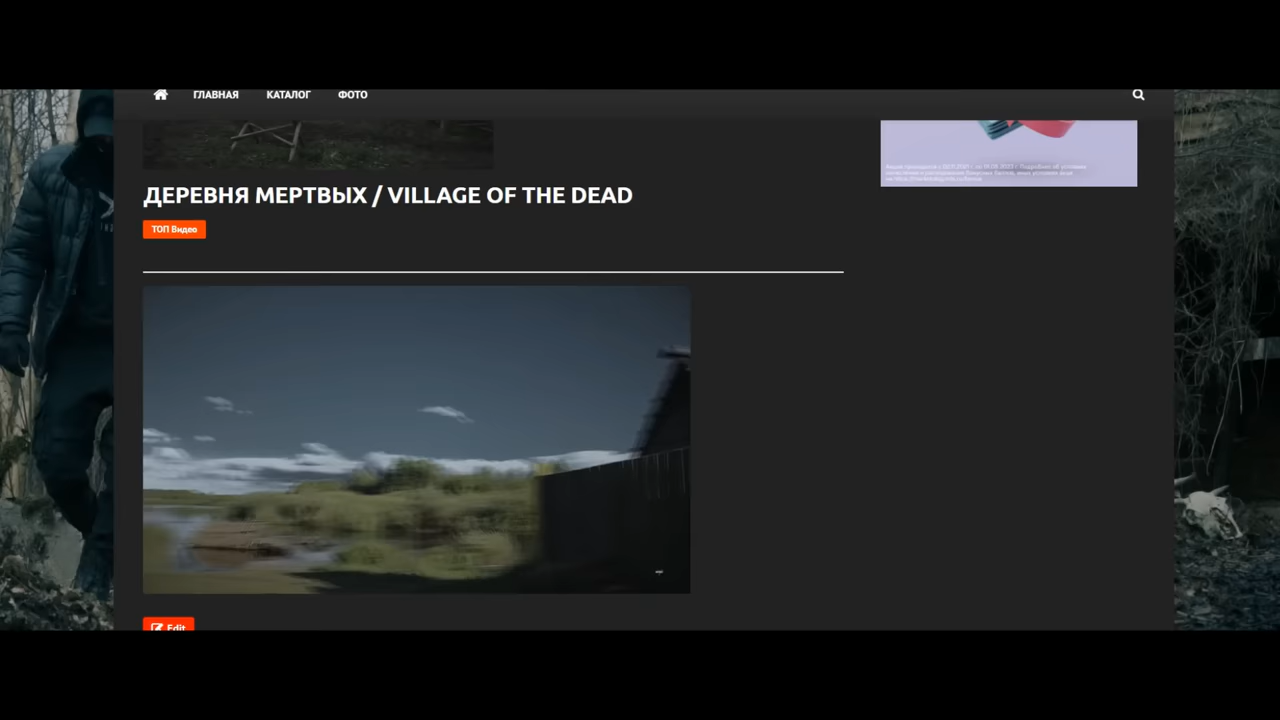 ГЛАВНАЯ КАТАЛОГ ФОТО
ДЕРЕВНЯ МЕРТВЫХ / VILLAGE OF THE DEAD
ТОП Видео
Edit